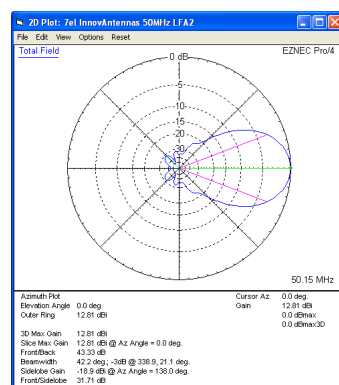 2D Plot: 7el InnovAntennas 50MHz LFA2
File Edit View Options Reset
Total Field
EZNEC Pro/4
0 dB
-5
-10
-15
-20
-30
50.15 MHz
Azimuth Plot
Elevation Angle 0.0 deg.
Outer Ring 12.81 dBi
Cursor Az 0.0 deg.
Gain 12.81 dBi
0.0 dBmax
0.0 dBmax3D
3D Max Gain 12.81 dBi
Slice Max Gain 12.81 dBi @ Az Angle = 0.0 deg.
Front/Back 43.33 dB
Beamwidth 42.2 deg.; -3dB @ 338.9, 21.1 deg.
Sidelobe Gain -18.9 dBi @ Az Angle = 138.0 deg.
Front/Sidelobe 31.71 dB